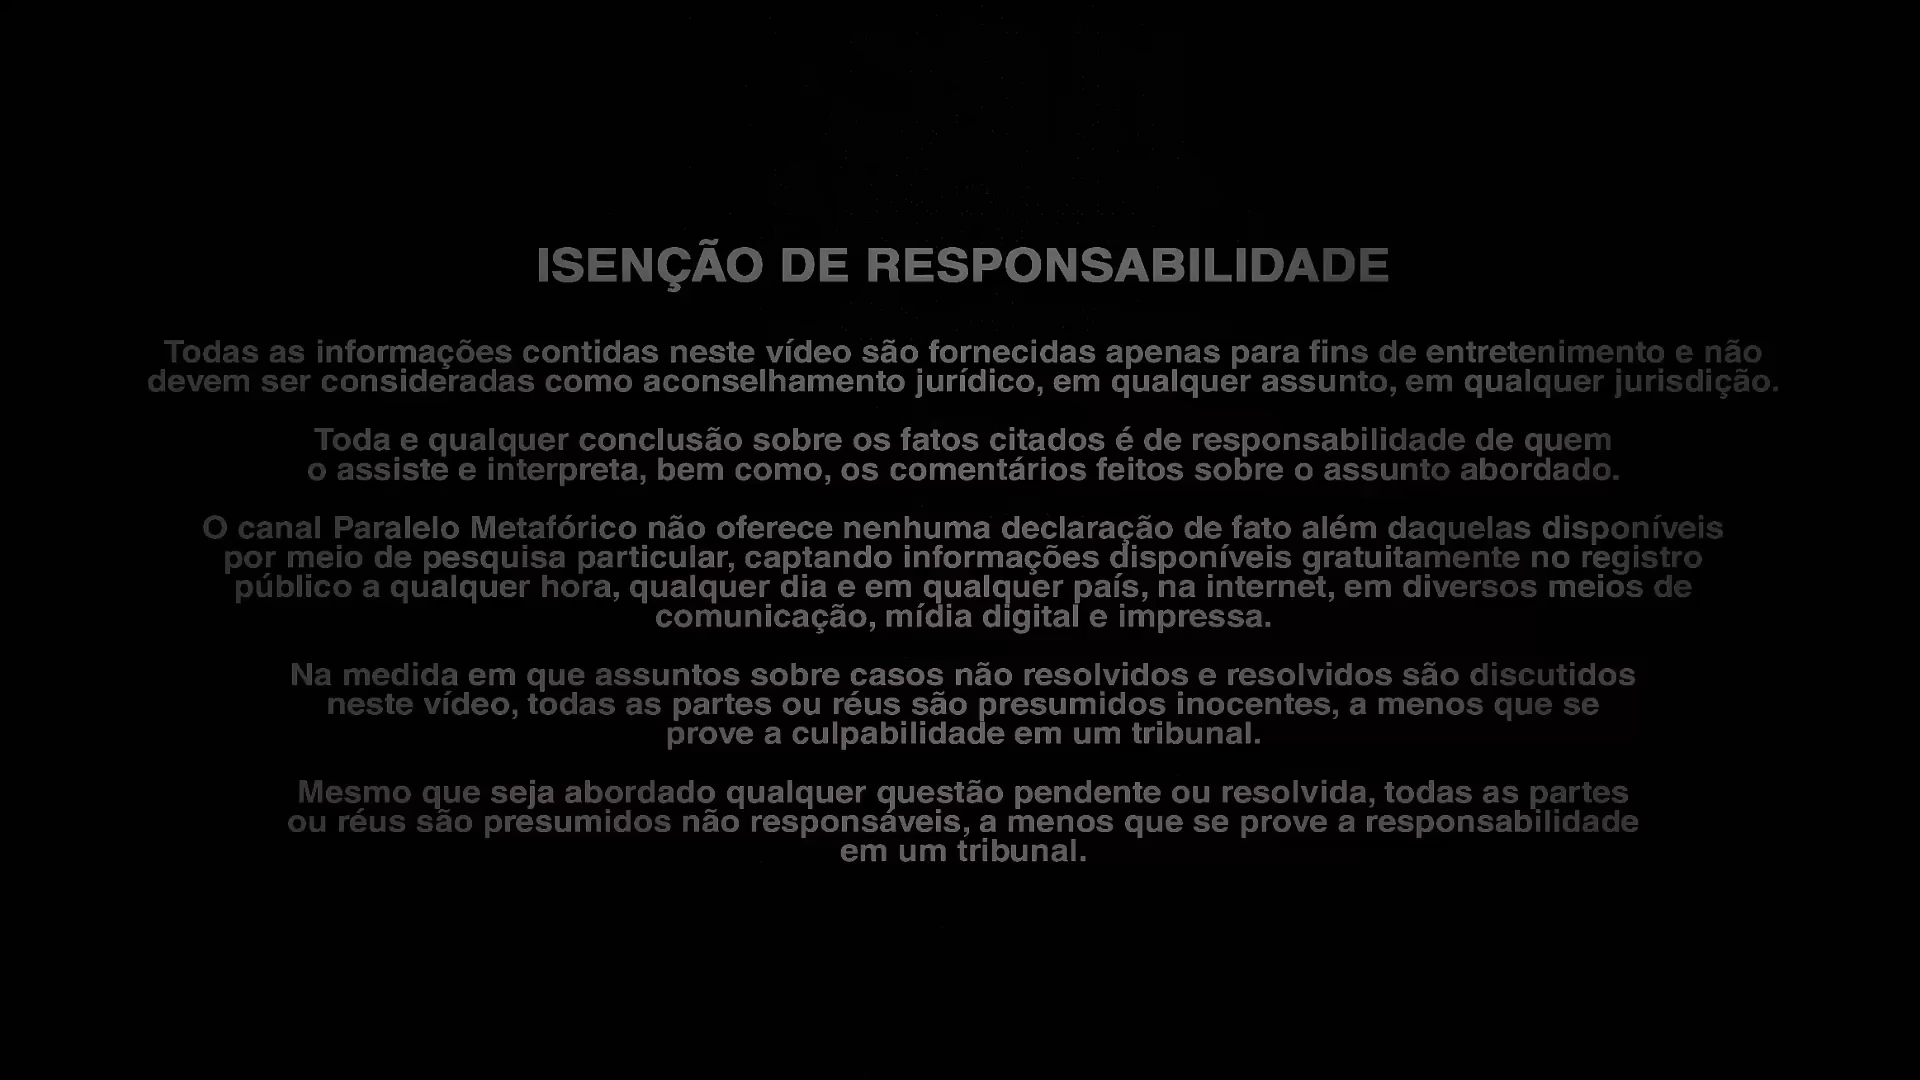 ISENÇÃO DE RESPONSABILIDADE
Todas as informações contidas neste vídeo são fornecidas apenas para fins de entretenimento e não
devem ser consideradas como aconselhamento jurídico, em qualquer assunto, em qualquer jurisdição.
Toda e qualquer conclusão sobre os fatos citados é de responsabilidade de quem
o assiste e interpreta, bem como, os comentários feitos sobre o assunto abordado.
O canal Paralelo Metafórico não oferece nenhuma declaração de fato além daquelas disponíveis
por meio de pesquisa particular, captando informações disponíveis gratuitamente no registro
público a qualquer hora, qualquer dia e em qualquer país, na internet, em diversos meios de
comunicação, mídia digital e impressa.
Na medida em que assuntos sobre casos não resolvidos e resolvidos são discutidos
neste vídeo, todas as partes ou réus são presumidos inocentes, a menos que se
prove a culpabilidade em um tribunal.
Mesmo que seja abordado qualquer questão pendente ou resolvida, todas as partes
ou réus são presumidos não responsáveis, a menos que se prove a responsabilidade
em um tribunal.